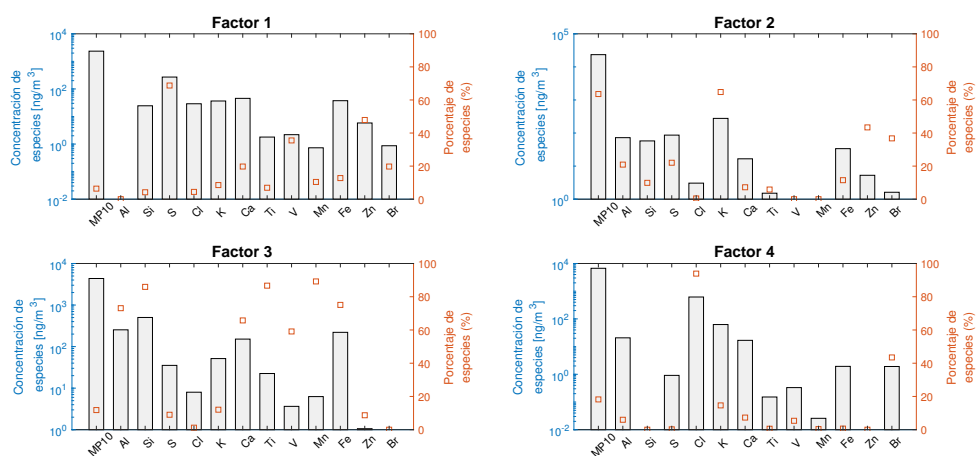 Factor 1
Concentración de
especies [ng/m 3]
10^4
10^2
10^0
10^-2
100
80
60
40
20
0
Porcentaje de
especies (%)
MP10 Al Si S Cl K Ca Ti V Mn Fe Zn Br
Factor 2
Concentración de
especies [ng/m 3]
10^5
10^0
100
80
60
40
20
0
Porcentaje de
especies (%)
MP10 Al Si S Cl K Ca Ti V Mn Fe Zn Br
Factor 3
Concentración de
especies [ng/m 3]
10^4
10^3
10^2
10^1
10^0
100
80
60
40
20
0
Porcentaje de
especies (%)
MP10 Al Si S Cl K Ca Ti V Mn Fe Zn Br
Factor 4
Concentración de
especies [ng/m 3]
10^4
10^2
10^0
10^-2
100
80
60
40
20
0
Porcentaje de
especies (%)
MP10 Al Si S Cl K Ca Ti V Mn Fe Zn Br